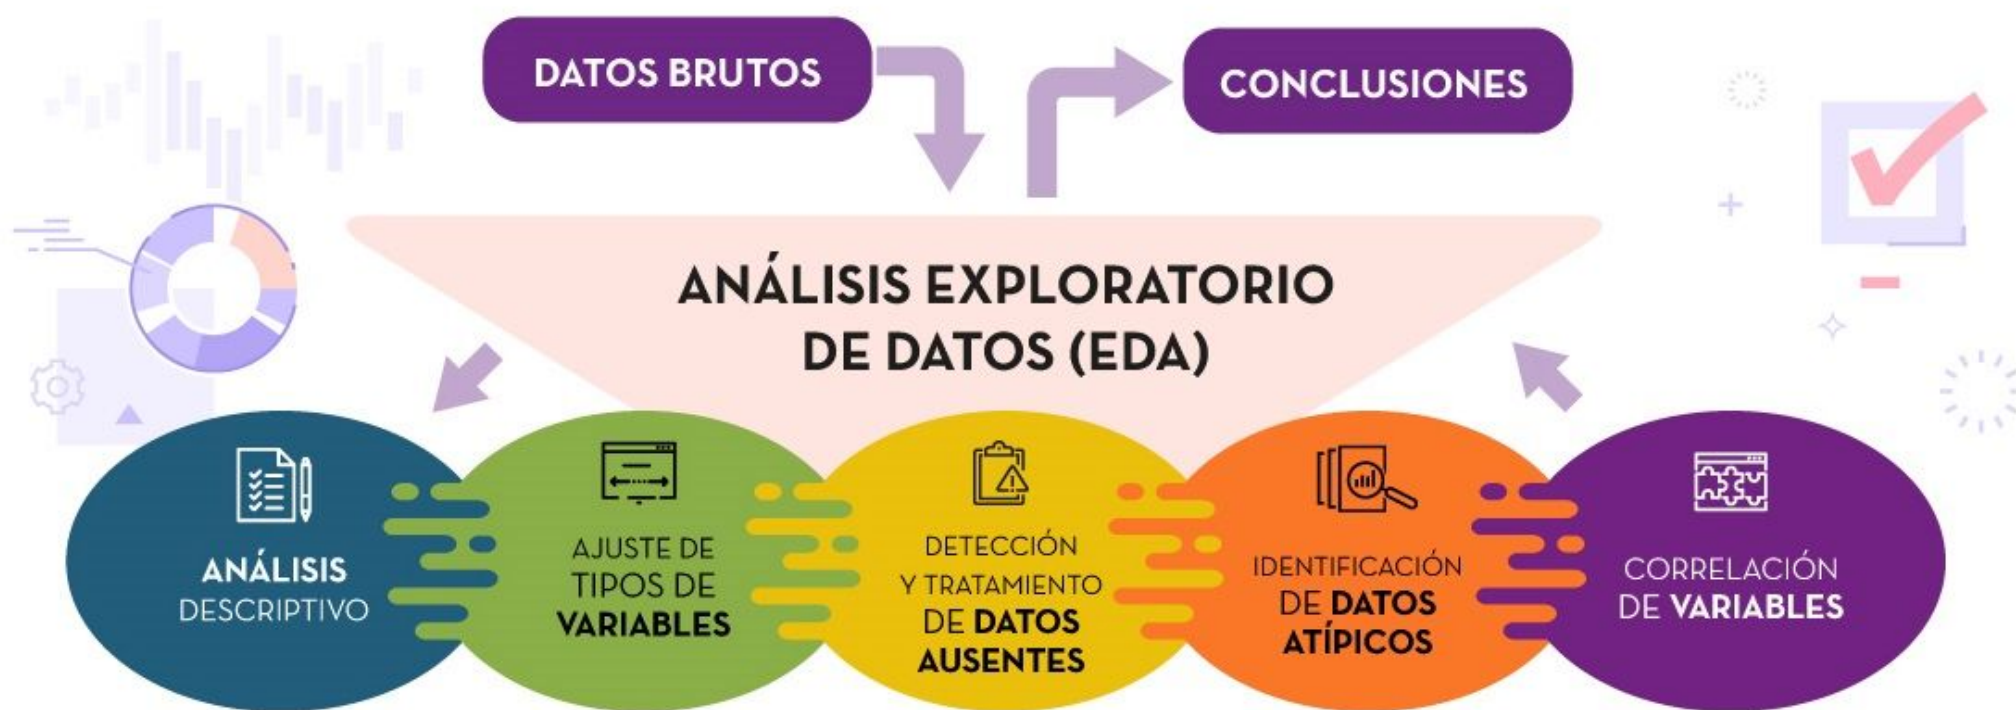 DATOS BRUTOS
CONCLUSIONES
ANÁLISIS EXPLORATORIO
DE DATOS (EDA)
ANÁLISIS
DESCRIPTIVO
AJUSTE DE
TIPOS DE
VARIABLES
DETECCIÓN
Y TRATAMIENTO
DE DATOS
AUSENTES
IDENTIFICACIÓN
DE DATOS
ATÍPICOS
CORRELACIÓN
DE VARIABLES